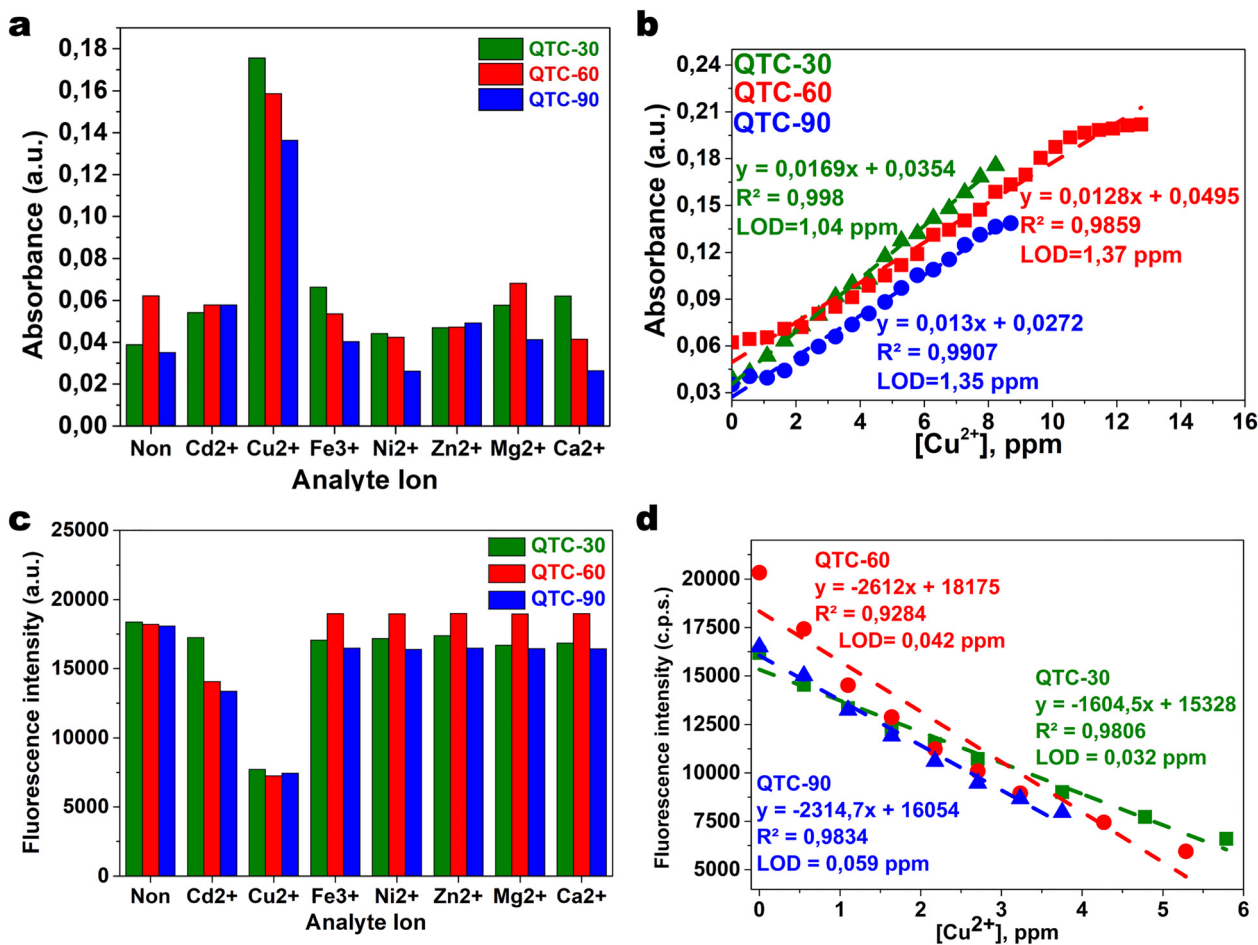 a
Absorbance (a.u.)
0,18
0,16
0,14
0,12
0,10
0,08
0,06
0,04
0,02
0,00
QTC-30
QTC-60
QTC-90
Non Cd2+ Cu2+ Fe3+ Ni2+ Zn2+ Mg2+ Ca2+
Analyte Ion
b
Absorbance (a.u.)
0,24
0,21
0,18
0,15
0,12
0,09
0,06
0,03
QTC-30
QTC-60
QTC-90
y = 0,0169x + 0,0354
R² = 0,998
LOD=1,04 ppm
y = 0,0128x + 0,0495
R² = 0,9859
LOD=1,37 ppm
y = 0,013x + 0,0272
R² = 0,9907
LOD=1,35 ppm
0 2 4 6 8 10 12 14 16
[Cu²⁺], ppm
c
Fluorescence intensity (a.u.)
25000
20000
15000
10000
5000
0
QTC-30
QTC-60
QTC-90
Non Cd2+ Cu2+ Fe3+ Ni2+ Zn2+ Mg2+ Ca2+
Analyte Ion
d
Fluorescence intensity (c.p.s.)
20000
17500
15000
12500
10000
7500
5000
QTC-60
y = -2612x + 18175
R² = 0,9284
LOD= 0,042 ppm
QTC-30
y = -1604,5x + 15328
R² = 0,9806
LOD = 0,032 ppm
QTC-90
y = -2314,7x + 16054
R² = 0,9834
LOD = 0,059 ppm
0 1 2 3 4 5 6
[Cu²⁺], ppm